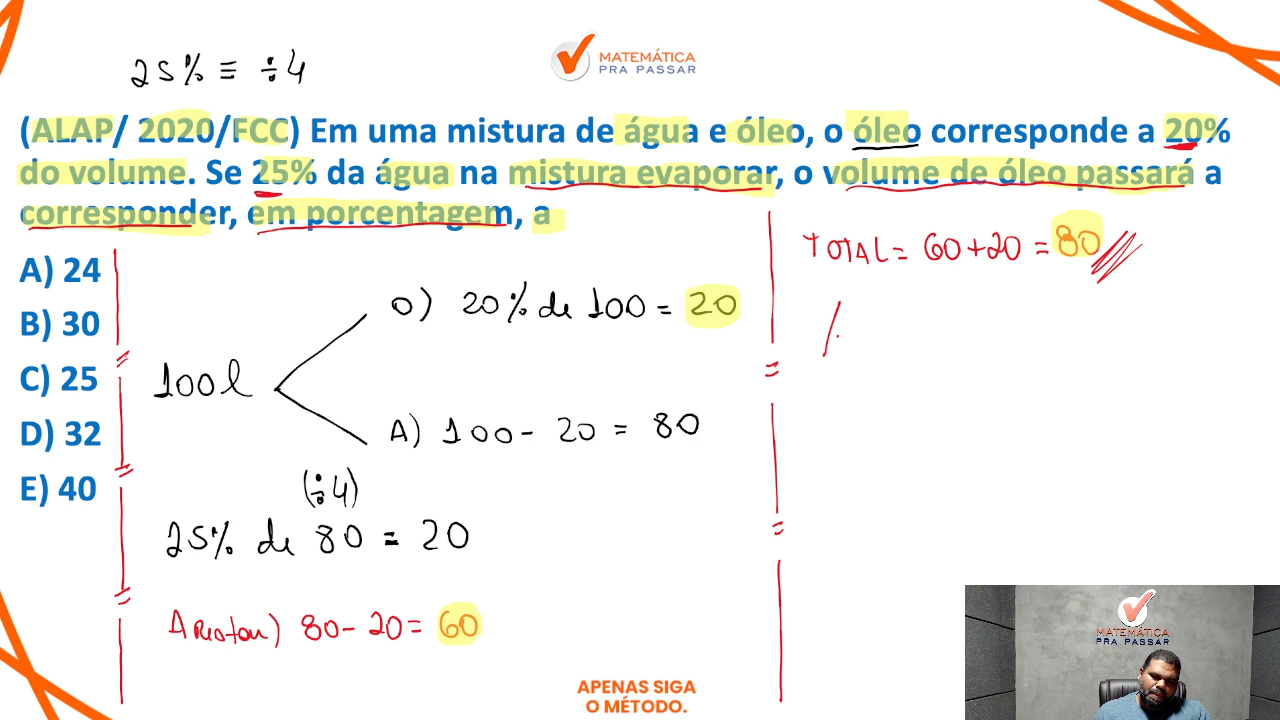 25% ≡ ÷4
MATEMÁTICA
PRA PASSAR
(ALAP/ 2020/FCC) Em uma mistura de água e óleo, o óleo corresponde a 20%
do volume. Se 25% da água na mistura evaporar, o volume de óleo passará a
corresponder, em porcentagem, a
A) 24
B) 30
C) 25
D) 32
E) 40
100l
O) 20% de 100 = 20
A) 100 - 20 = 80
(÷4)
25% de 80 = 20
A restou) 80 - 20 = 60
TOTAL = 60 + 20 = 80
MATEMÁTICA
PRA PASSAR
APENAS SIGA
O MÉTODO.